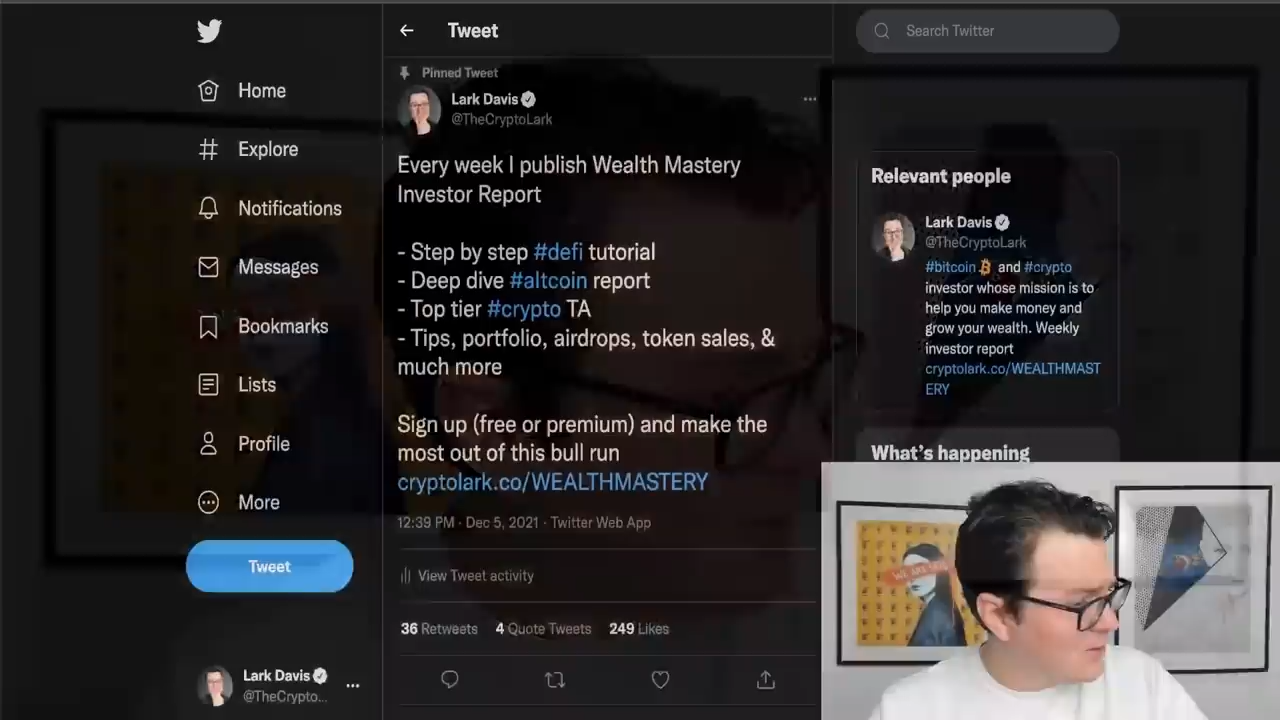 Home
Explore
Notifications
Messages
Bookmarks
Lists
Profile
More
Tweet
Lark Davis
@TheCrypto...
Tweet
Pinned Tweet
Lark Davis
@TheCryptoLark
Every week I publish Wealth Mastery
Investor Report
- Step by step #defi tutorial
- Deep dive #altcoin report
- Top tier #crypto TA
- Tips, portfolio, airdrops, token sales, &
much more
Sign up (free or premium) and make the
most out of this bull run
cryptolark.co/WEALTHMASTERY
12:39 PM · Dec 5, 2021 · Twitter Web App
View Tweet activity
36 Retweets 4 Quote Tweets 249 Likes
Search Twitter
Relevant people
Lark Davis
@TheCryptoLark
#bitcoin and #crypto
investor whose mission is to
help you make money and
grow your wealth. Weekly
investor report
cryptolark.co/WEALTHMAST
ERY
What's happening
WE ARE